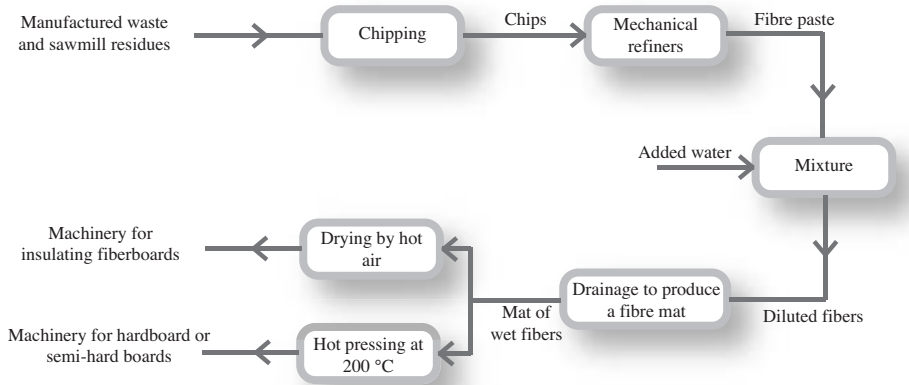 Manufactured waste
and sawmill residues
Chipping
Chips
Mechanical
refiners
Fibre paste
Added water
Mixture
Machinery for
insulating fiberboards
Drying by hot
air
Drainage to produce
a fibre mat
Mat of
wet fibers
Diluted fibers
Machinery for hardboard or
semi-hard boards
Hot pressing at
200 °C